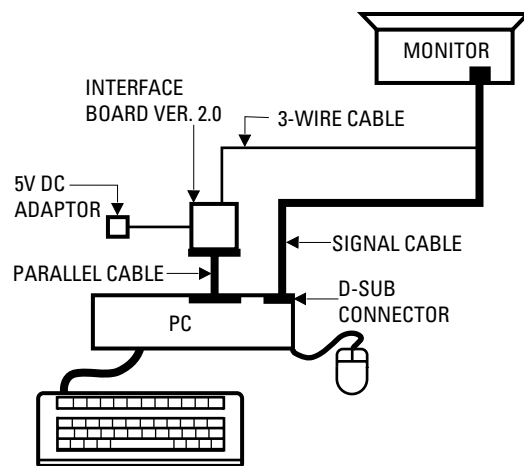 MONITOR
INTERFACE
BOARD VER. 2.0
3-WIRE CABLE
5V DC
ADAPTOR
SIGNAL CABLE
PARALLEL CABLE
D-SUB
CONNECTOR
PC